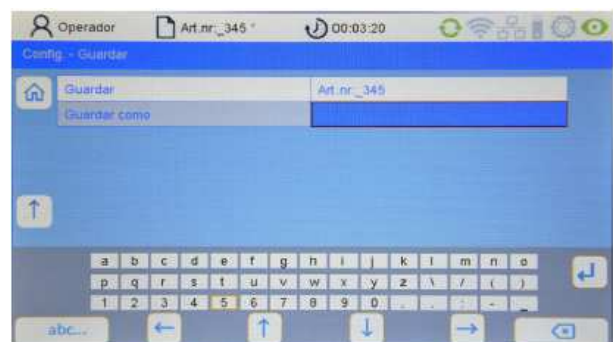 Operador Art.nr:_345 * 00:03:20
Config. - Guardar
Guardar Art.nr:_345
Guardar como
a b c d e f g h i j k l m n o
p q r s t u v w x y z \ / ( )
1 2 3 4 5 6 7 8 9 0 . , : - _
abc...